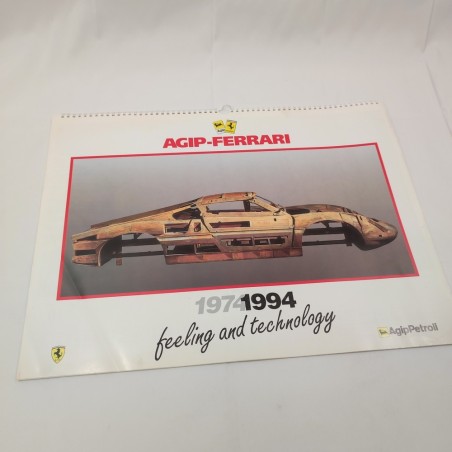 AGIP-FERRARI
1974 1994
feeling and technology
AgipPetroli